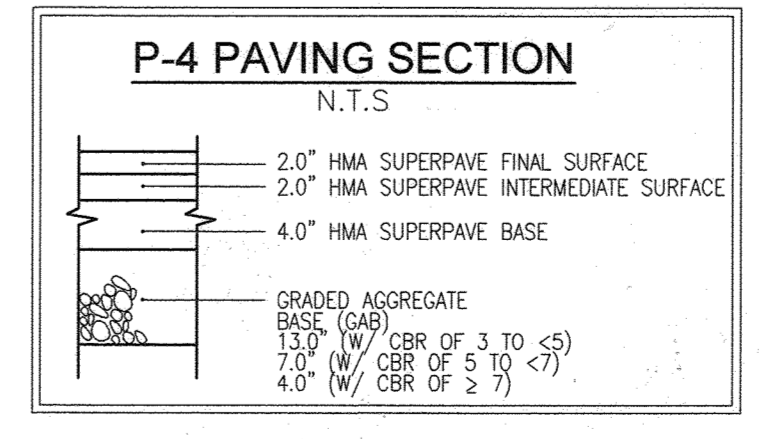 P-4 PAVING SECTION
N.T.S
2.0" HMA SUPERPAVE FINAL SURFACE
2.0" HMA SUPERPAVE INTERMEDIATE SURFACE
4.0" HMA SUPERPAVE BASE
GRADED AGGREGATE
BASE (GAB)
13.0" (W/ CBR OF 3 TO <5)
7.0" (W/ CBR OF 5 TO <7)
4.0" (W/ CBR OF ≥ 7)